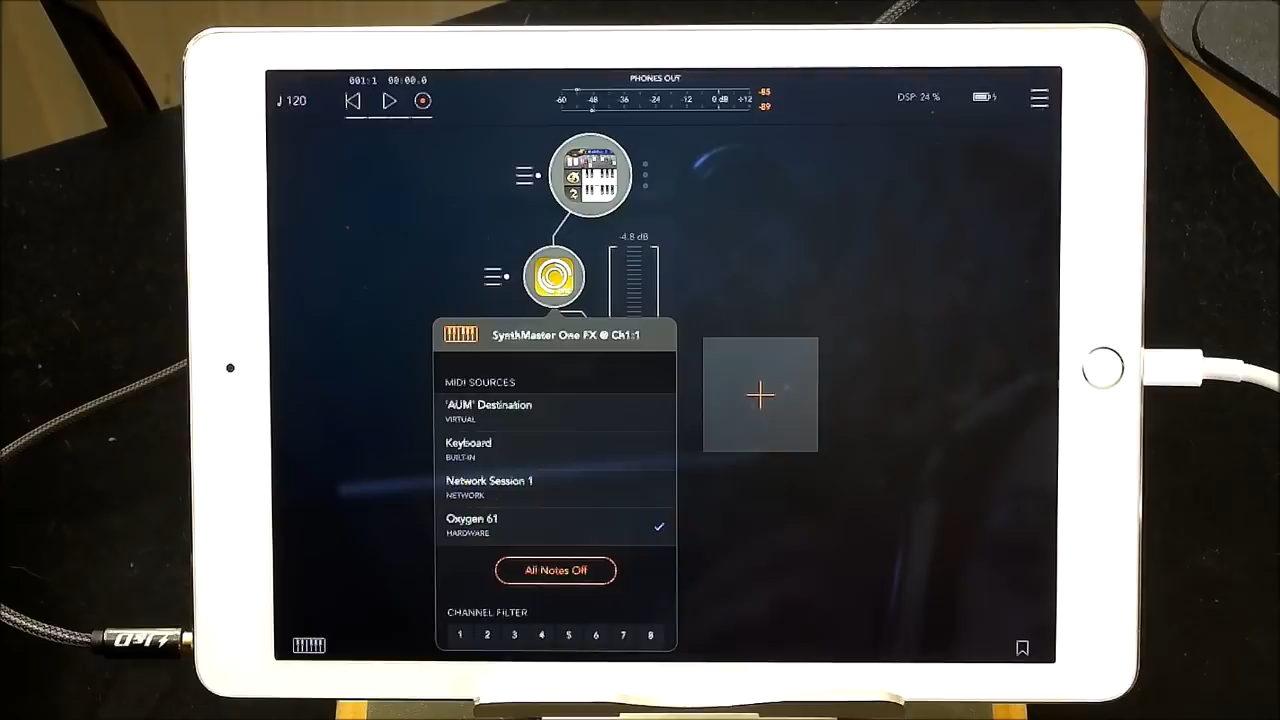 001:1 00:00.0
♩ 120
PHONES OUT
-60 -48 -36 -24 -12 0 dB +12
-85
-89
DSP: 24 %
-4.8 dB
SynthMaster One FX @ Ch1:1
MIDI SOURCES
'AUM' Destination
VIRTUAL
Keyboard
BUILT-IN
Network Session 1
NETWORK
Oxygen 61
HARDWARE
All Notes Off
CHANNEL FILTER
1 2 3 4 5 6 7 8